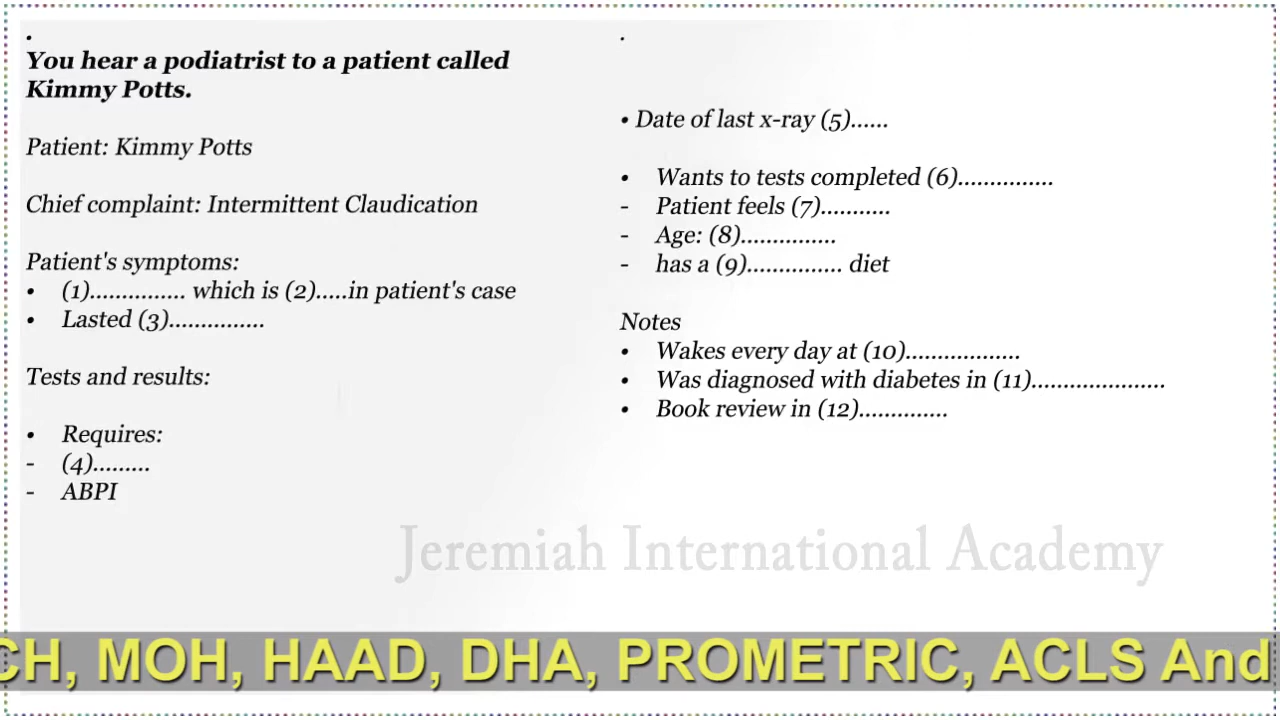 .
You hear a podiatrist to a patient called
Kimmy Potts.
Patient: Kimmy Potts
Chief complaint: Intermittent Claudication
Patient's symptoms:
• (1)............... which is (2).....in patient's case
• Lasted (3)...............
Tests and results:
• Requires:
- (4).........
- ABPI
.
• Date of last x-ray (5)......
• Wants to tests completed (6)...............
- Patient feels (7)...........
- Age: (8)...............
- has a (9)............... diet
Notes
• Wakes every day at (10)..................
• Was diagnosed with diabetes in (11).....................
• Book review in (12)..............
Jeremiah International Academy
CH, MOH, HAAD, DHA, PROMETRIC, ACLS And